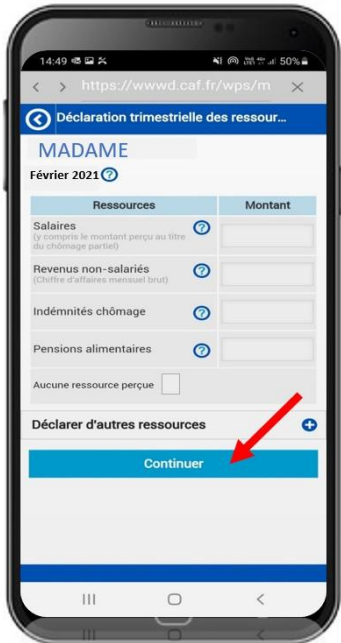 14:49 50%
https://wwwd.caf.fr/wps/m
Déclaration trimestrielle des ressour...
MADAME
Février 2021 ?
Ressources Montant
Salaires ?
(y compris le montant perçu au titre
du chômage partiel)
Revenus non-salariés ?
(Chiffre d'affaires mensuel brut)
Indémnités chômage ?
Pensions alimentaires ?
Aucune ressource perçue
Déclarer d'autres ressources
Continuer